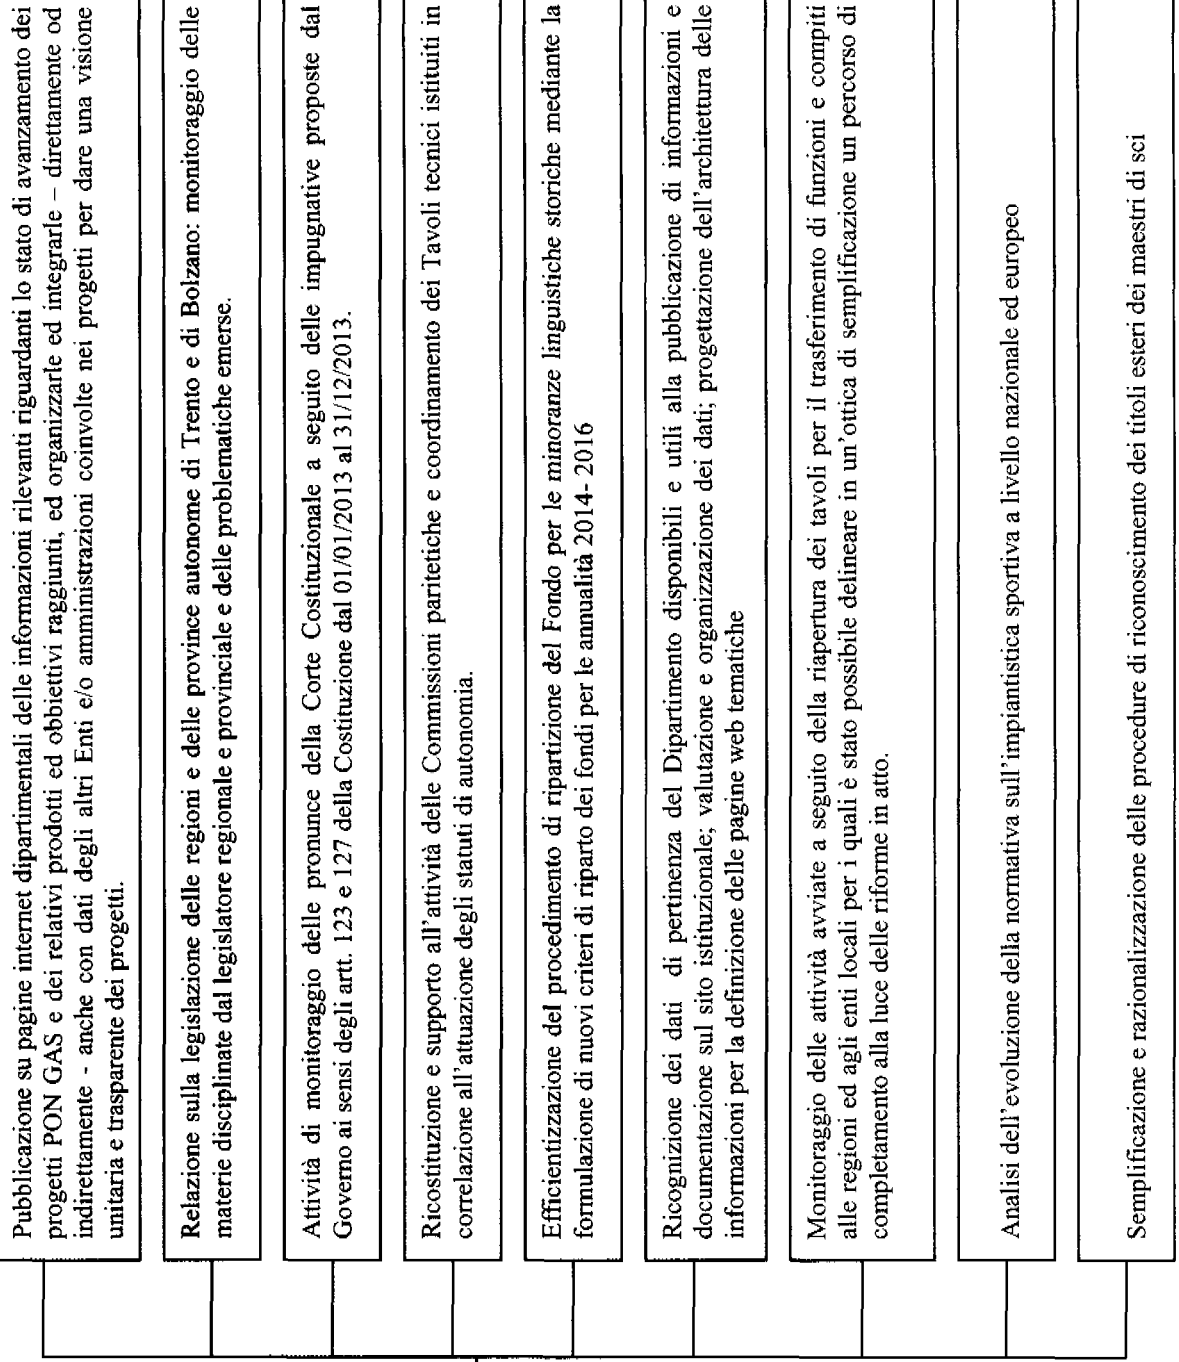 Pubblicazione su pagine internet dipartimentali delle informazioni rilevanti riguardanti lo stato di avanzamento dei
progetti PON GAS e dei relativi prodotti ed obbiettivi raggiunti, ed organizzarle ed integrarle – direttamente od
indirettamente - anche con dati degli altri Enti e/o amministrazioni coinvolte nei progetti per dare una visione
unitaria e trasparente dei progetti.
Relazione sulla legislazione delle regioni e delle province autonome di Trento e di Bolzano: monitoraggio delle
materie disciplinate dal legislatore regionale e provinciale e delle problematiche emerse.
Attività di monitoraggio delle pronunce della Corte Costituzionale a seguito delle impugnative proposte dal
Governo ai sensi degli artt. 123 e 127 della Costituzione dal 01/01/2013 al 31/12/2013.
Ricostituzione e supporto all'attività delle Commissioni paritetiche e coordinamento dei Tavoli tecnici istituiti in
correlazione all'attuazione degli statuti di autonomia.
Efficientizzazione del procedimento di ripartizione del Fondo per le minoranze linguistiche storiche mediante la
formulazione di nuovi criteri di riparto dei fondi per le annualità 2014- 2016
Ricognizione dei dati di pertinenza del Dipartimento disponibili e utili alla pubblicazione di informazioni e
documentazione sul sito istituzionale; valutazione e organizzazione dei dati; progettazione dell'architettura delle
informazioni per la definizione delle pagine web tematiche
Monitoraggio delle attività avviate a seguito della riapertura dei tavoli per il trasferimento di funzioni e compiti
alle regioni ed agli enti locali per i quali è stato possibile delineare in un'ottica di semplificazione un percorso di
completamento alla luce delle riforme in atto.
Analisi dell'evoluzione della normativa sull'impiantistica sportiva a livello nazionale ed europeo
Semplificazione e razionalizzazione delle procedure di riconoscimento dei titoli esteri dei maestri di sci